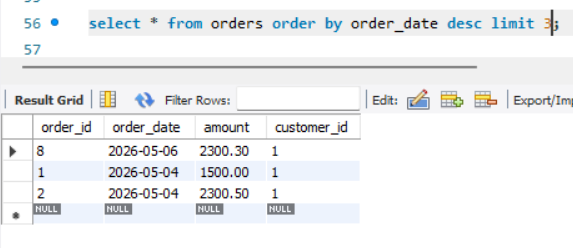 56 select * from orders order by order_date desc limit 3;
57
Result Grid Filter Rows: Edit: Export/Imp
order_id order_date amount customer_id
8 2026-05-06 2300.30 1
1 2026-05-04 1500.00 1
2 2026-05-04 2300.50 1
NULL NULL NULL NULL